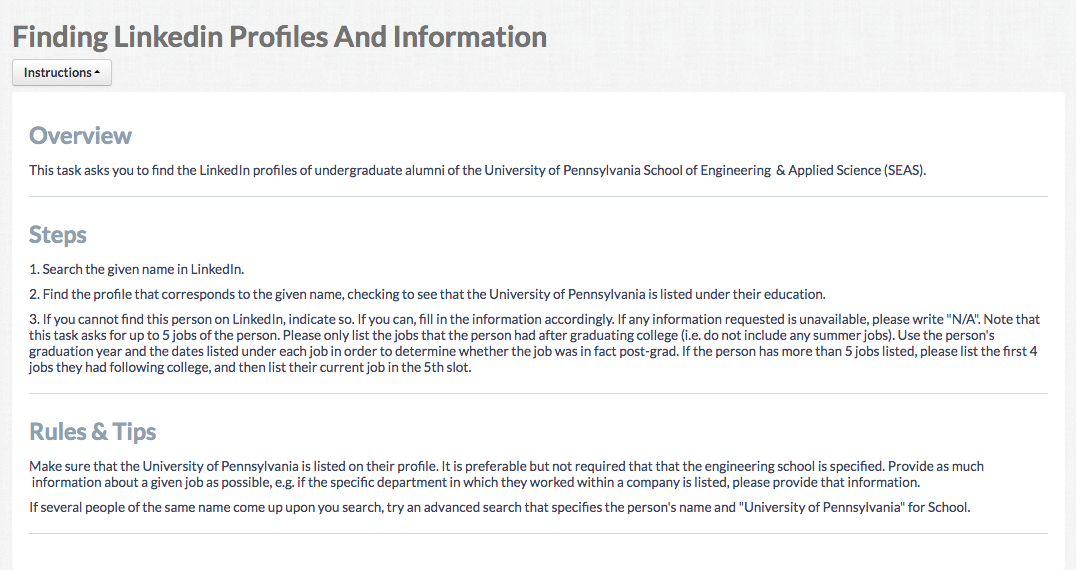 Finding Linkedin Profiles And Information
Instructions
Overview
This task asks you to find the LinkedIn profiles of undergraduate alumni of the University of Pennsylvania School of Engineering & Applied Science (SEAS).
Steps
1. Search the given name in LinkedIn.
2. Find the profile that corresponds to the given name, checking to see that the University of Pennsylvania is listed under their education.
3. If you cannot find this person on LinkedIn, indicate so. If you can, fill in the information accordingly. If any information requested is unavailable, please write "N/A". Note that
this task asks for up to 5 jobs of the person. Please only list the jobs that the person had after graduating college (i.e. do not include any summer jobs). Use the person's
graduation year and the dates listed under each job in order to determine whether the job was in fact post-grad. If the person has more than 5 jobs listed, please list the first 4
jobs they had following college, and then list their current job in the 5th slot.
Rules & Tips
Make sure that the University of Pennsylvania is listed on their profile. It is preferable but not required that that the engineering school is specified. Provide as much
information about a given job as possible, e.g. if the specific department in which they worked within a company is listed, please provide that information.
If several people of the same name come up upon you search, try an advanced search that specifies the person's name and "University of Pennsylvania" for School.